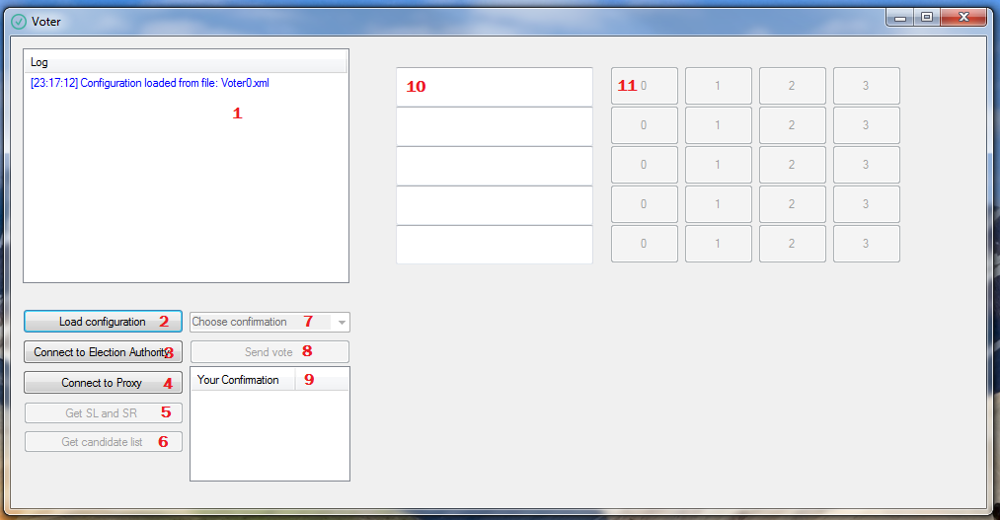 Voter
Log
[23:17:12] Configuration loaded from file: Voter0.xml
1
10
11 0 1 2 3
0 1 2 3
0 1 2 3
0 1 2 3
0 1 2 3
Load configuration 2
Choose confirmation 7
Connect to Election Authority 3
Send vote 8
Connect to Proxy 4
Your Confirmation 9
Get SL and SR 5
Get candidate list 6